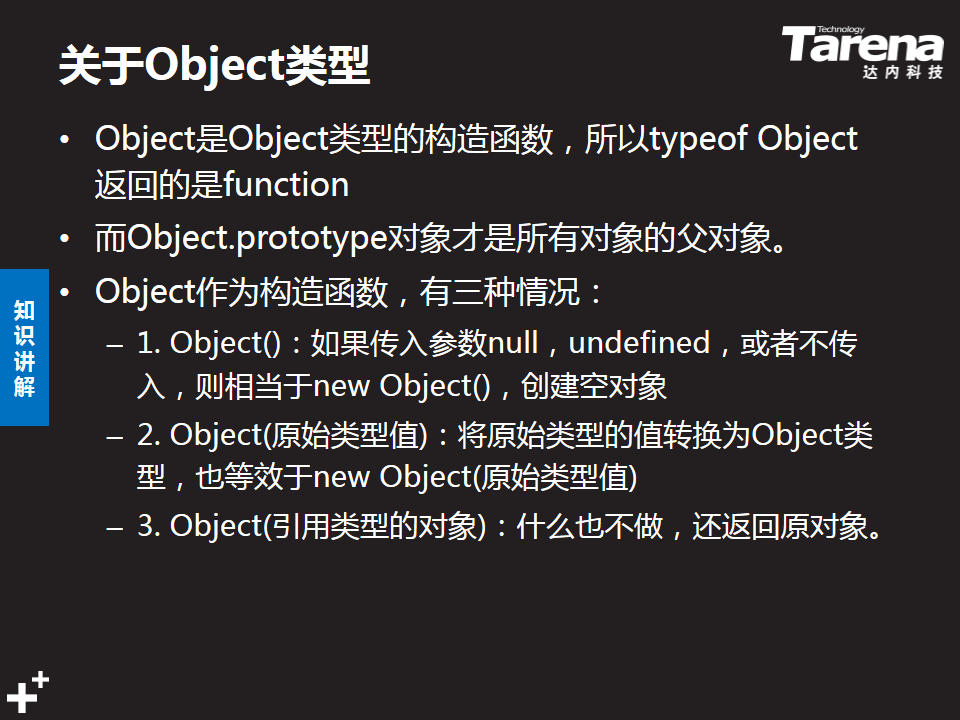 关于Object类型
Technology
Tarena
达内科技
• Object是Object类型的构造函数，所以typeof Object
返回的是function
• 而Object.prototype对象才是所有对象的父对象。
• Object作为构造函数，有三种情况：
– 1. Object()：如果传入参数null，undefined，或者不传
入，则相当于new Object()，创建空对象
– 2. Object(原始类型值)：将原始类型的值转换为Object类
型，也等效于new Object(原始类型值)
– 3. Object(引用类型的对象)：什么也不做，还返回原对象。
知识讲解